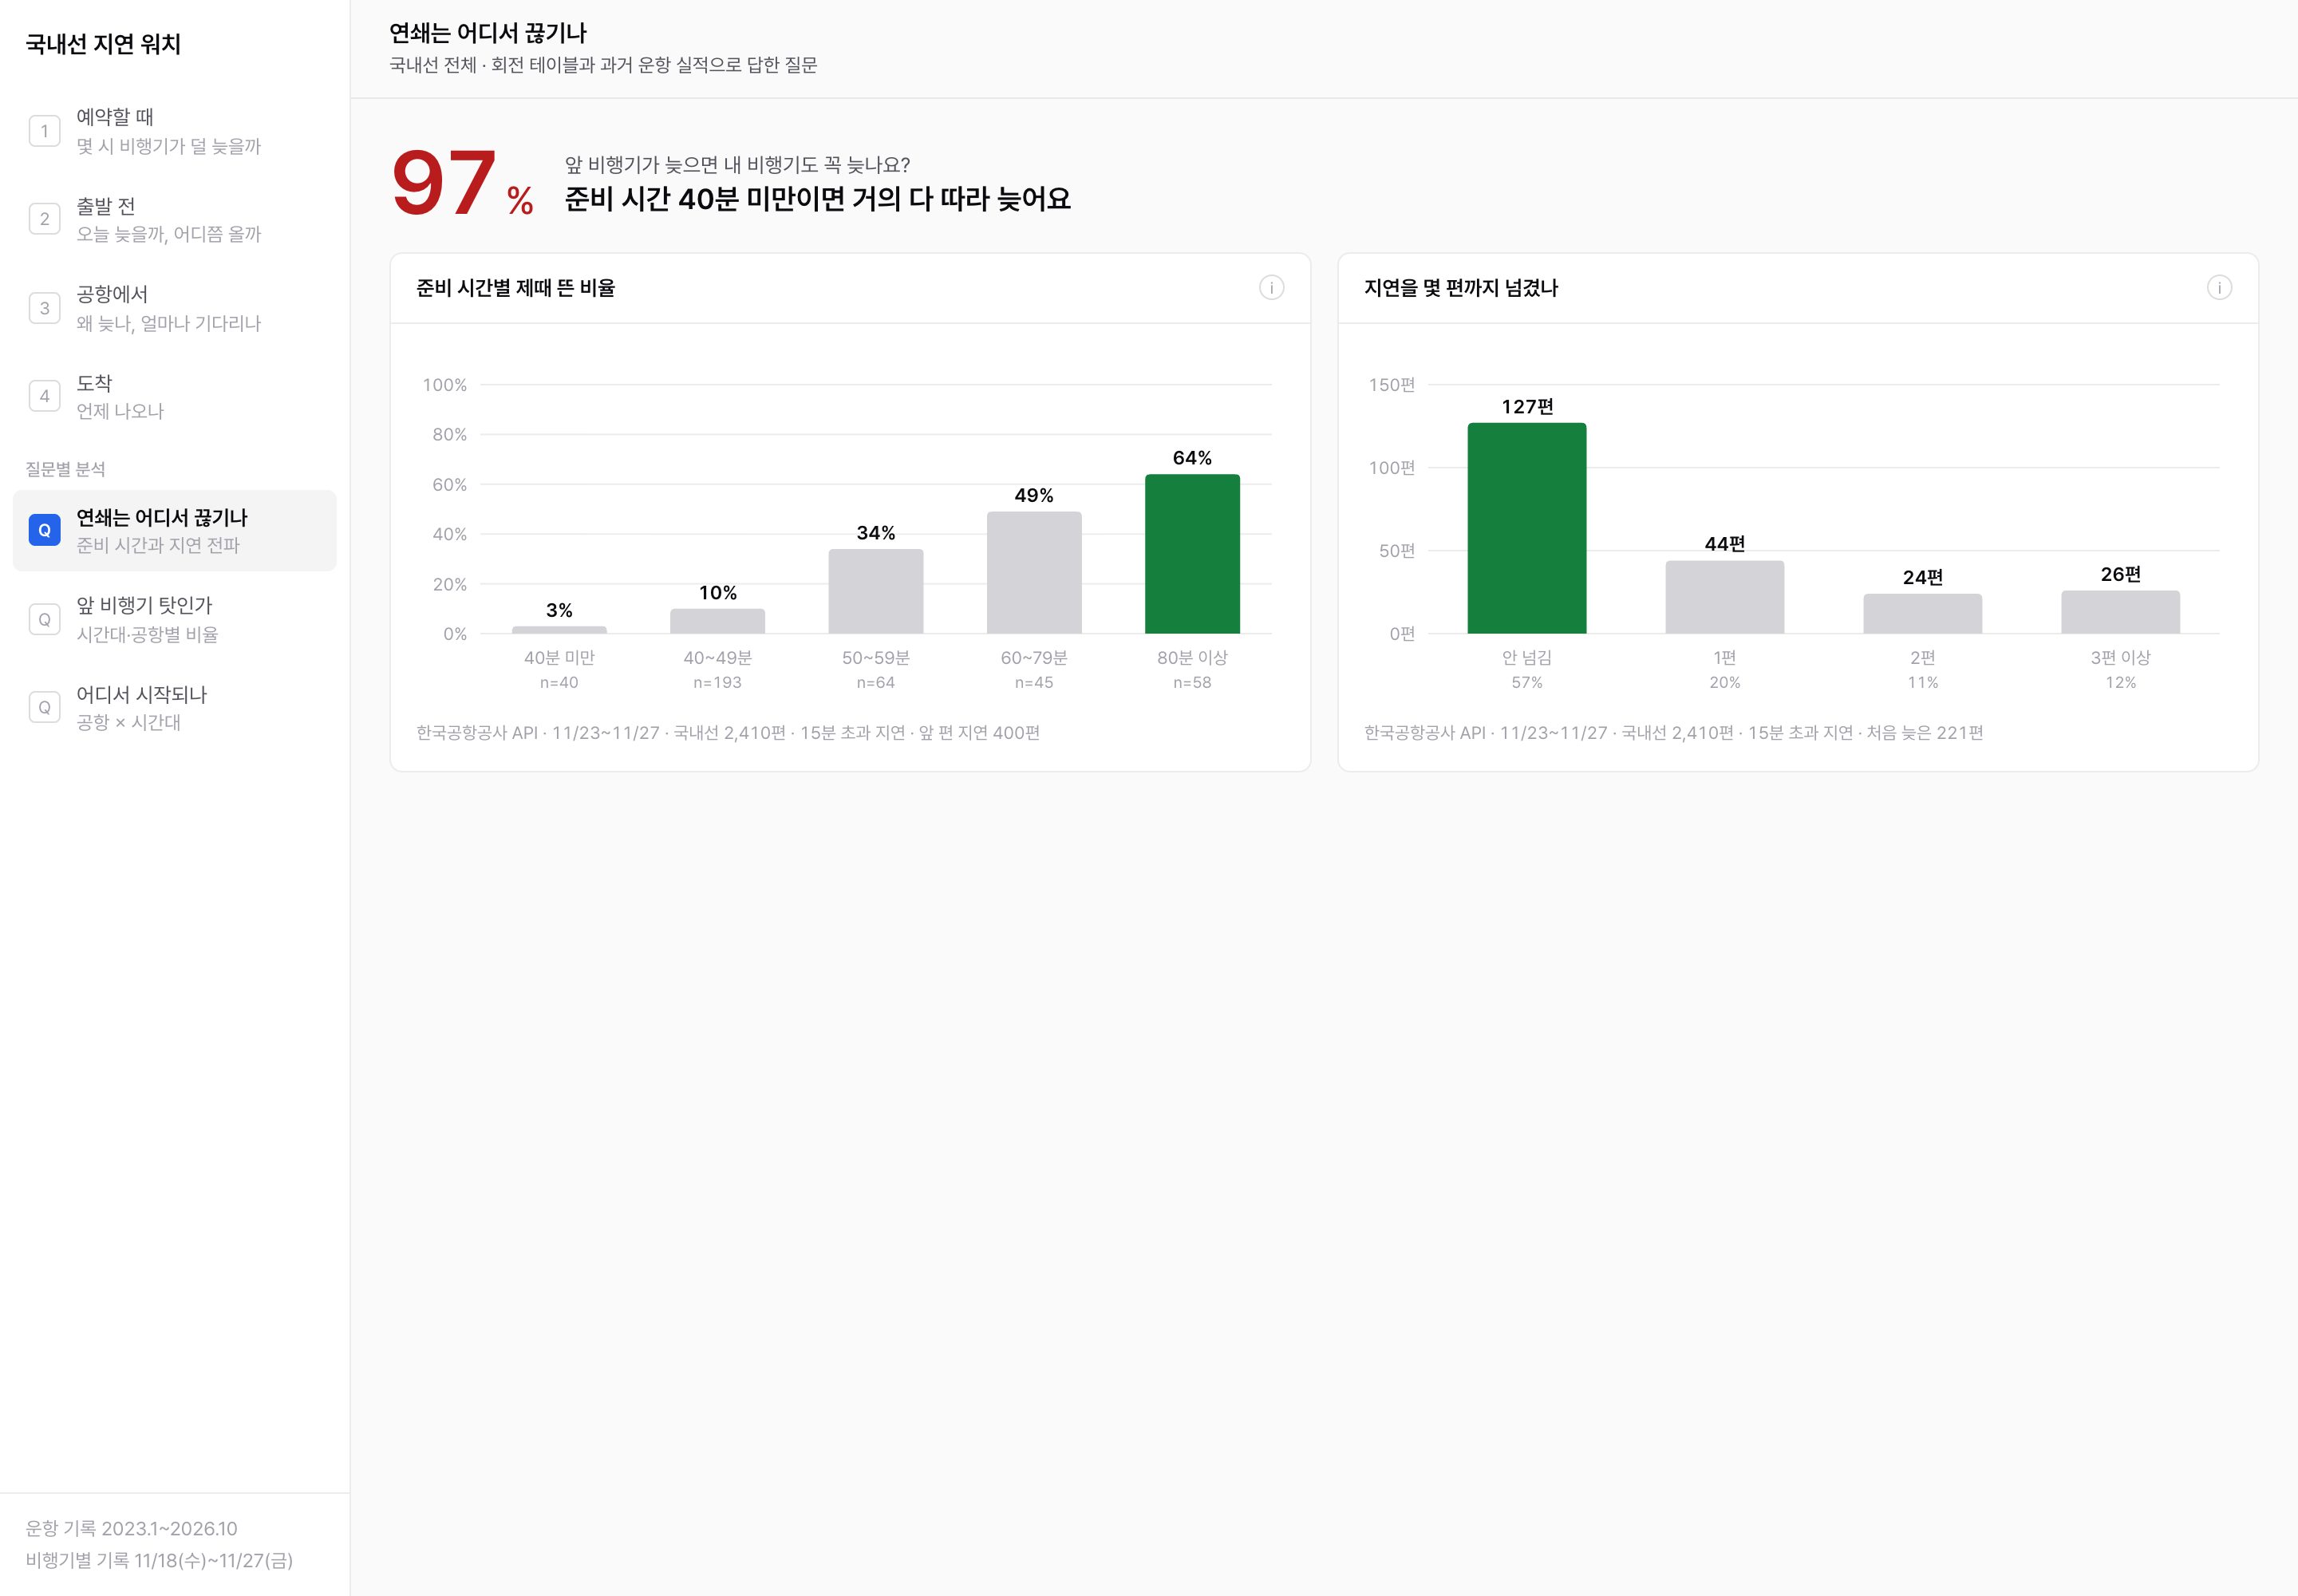 국내선 지연 워치
1
예약할 때
몇 시 비행기가 덜 늦을까
2
출발 전
오늘 늦을까, 어디쯤 올까
3
공항에서
왜 늦나, 얼마나 기다리나
4
도착
언제 나오나
질문별 분석
Q
연쇄는 어디서 끊기나
준비 시간과 지연 전파
Q
앞 비행기 탓인가
시간대·공항별 비율
Q
어디서 시작되나
공항 × 시간대
운항 기록 2023.1~2026.10
비행기별 기록 11/18(수)~11/27(금)
연쇄는 어디서 끊기나
국내선 전체 · 회전 테이블과 과거 운항 실적으로 답한 질문
97 %
앞 비행기가 늦으면 내 비행기도 꼭 늦나요?
준비 시간 40분 미만이면 거의 다 따라 늦어요
준비 시간별 제때 뜬 비율
i
100%
80%
60%
40%
20%
0%
3%
10%
34%
49%
64%
40분 미만
40~49분
50~59분
60~79분
80분 이상
n=40
n=193
n=64
n=45
n=58
한국공항공사 API · 11/23~11/27 · 국내선 2,410편 · 15분 초과 지연 · 앞 편 지연 400편
지연을 몇 편까지 넘겼나
i
150편
100편
50편
0편
127편
44편
24편
26편
안 넘김
1편
2편
3편 이상
57%
20%
11%
12%
한국공항공사 API · 11/23~11/27 · 국내선 2,410편 · 15분 초과 지연 · 처음 늦은 221편